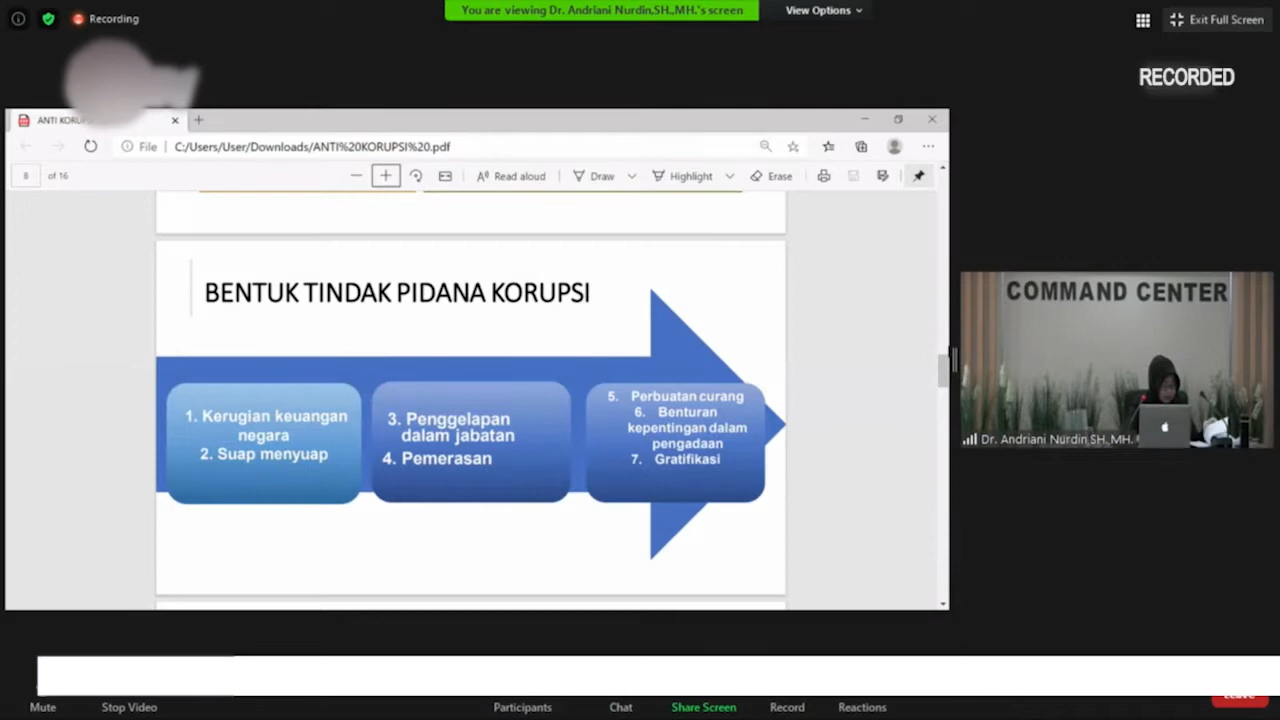 Recording
You are viewing Dr. Andriani Nurdin,SH.,MH.'s screen
View Options
Exit Full Screen
RECORDED
ANTI KORU
File
C:/Users/User/Downloads/ANTI%20KORUPSI%20.pdf
8 of 16
Read aloud
Draw
Highlight
Erase
BENTUK TINDAK PIDANA KORUPSI
1. Kerugian keuangan
negara
2. Suap menyuap
3. Penggelapan
dalam jabatan
4. Pemerasan
5. Perbuatan curang
6. Benturan
kepentingan dalam
pengadaan
7. Gratifikasi
COMMAND CENTER
Dr. Andriani Nurdin,SH.,MH.
Mute
Stop Video
Participants
Chat
Share Screen
Record
Reactions